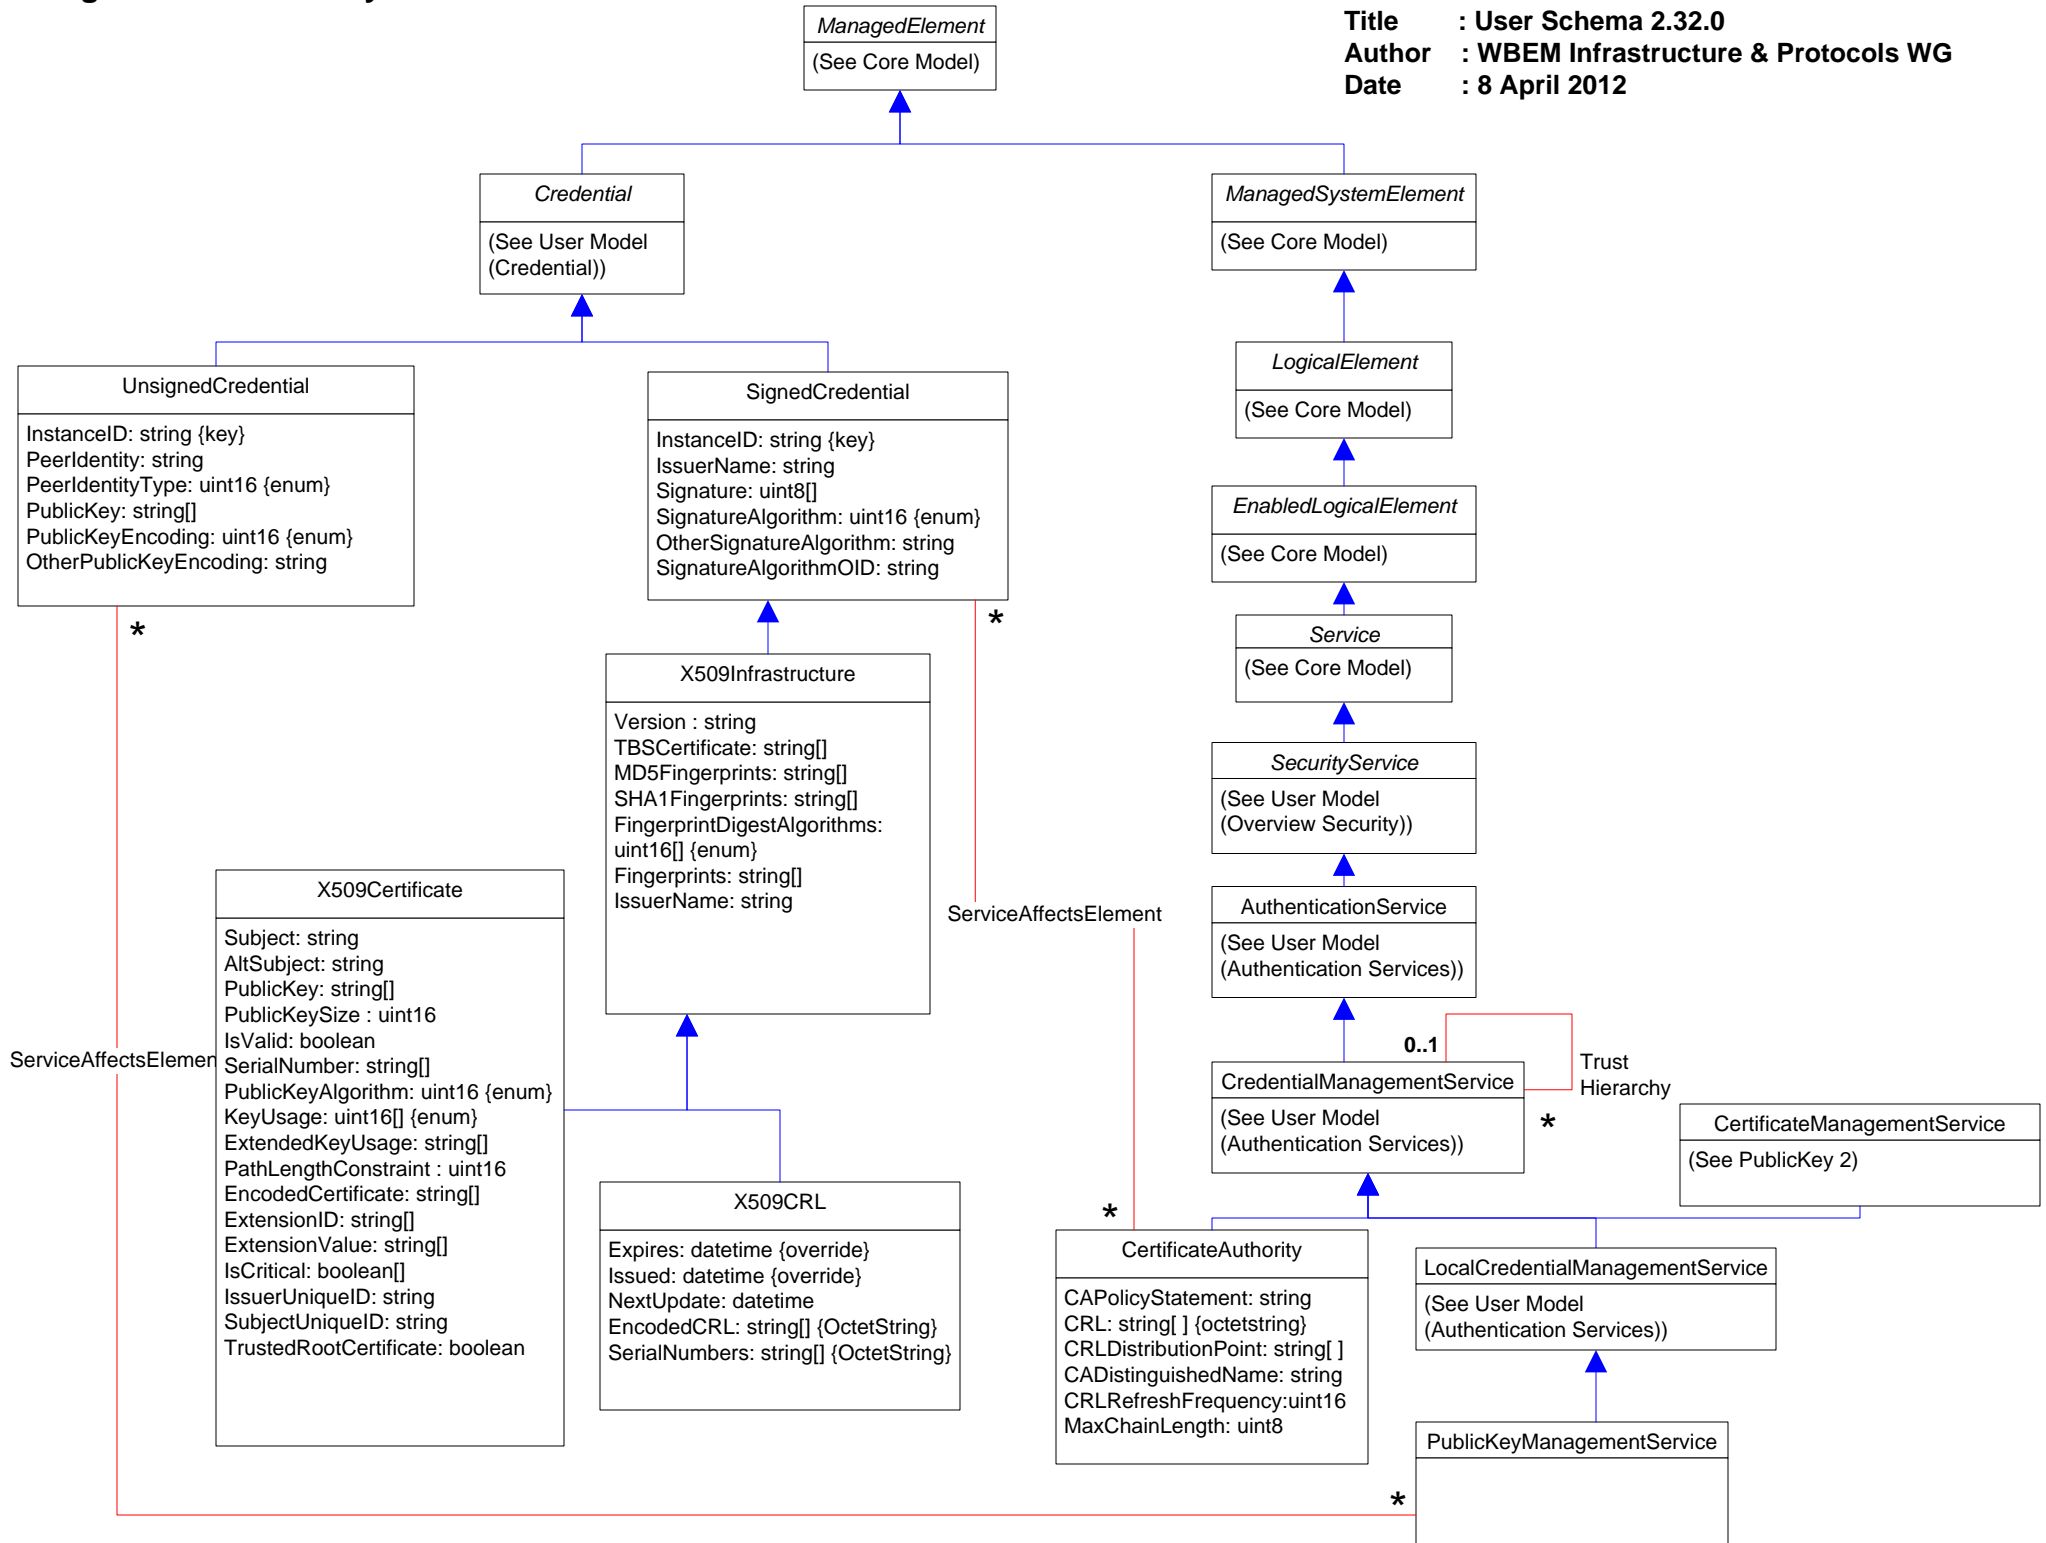 Title : User Schema 2.32.0
Author : WBEM Infrastructure & Protocols WG
Date : 8 April 2012
ManagedElement
(See Core Model)
Credential
(See User Model
(Credential))
ManagedSystemElement
(See Core Model)
LogicalElement
(See Core Model)
EnabledLogicalElement
(See Core Model)
Service
(See Core Model)
SecurityService
(See User Model
(Overview Security))
AuthenticationService
(See User Model
(Authentication Services))
UnsignedCredential
InstanceID: string {key}
PeerIdentity: string
PeerIdentityType: uint16 {enum}
PublicKey: string[]
PublicKeyEncoding: uint16 {enum}
OtherPublicKeyEncoding: string
*
SignedCredential
InstanceID: string {key}
IssuerName: string
Signature: uint8[]
SignatureAlgorithm: uint16 {enum}
OtherSignatureAlgorithm: string
SignatureAlgorithmOID: string
*
X509Infrastructure
Version : string
TBSCertificate: string[]
MD5Fingerprints: string[]
SHA1Fingerprints: string[]
FingerprintDigestAlgorithms:
uint16[] {enum}
Fingerprints: string[]
IssuerName: string
ServiceAffectsElement
ServiceAffectsElemen
X509Certificate
Subject: string
AltSubject: string
PublicKey: string[]
PublicKeySize : uint16
IsValid: boolean
SerialNumber: string[]
PublicKeyAlgorithm: uint16 {enum}
KeyUsage: uint16[] {enum}
ExtendedKeyUsage: string[]
PathLengthConstraint : uint16
EncodedCertificate: string[]
ExtensionID: string[]
ExtensionValue: string[]
IsCritical: boolean[]
IssuerUniqueID: string
SubjectUniqueID: string
TrustedRootCertificate: boolean
X509CRL
Expires: datetime {override}
Issued: datetime {override}
NextUpdate: datetime
EncodedCRL: string[] {OctetString}
SerialNumbers: string[] {OctetString}
0..1
Trust
Hierarchy
CredentialManagementService
(See User Model
(Authentication Services))
*
CertificateManagementService
(See PublicKey 2)
*
CertificateAuthority
CAPolicyStatement: string
CRL: string[ ] {octetstring}
CRLDistributionPoint: string[ ]
CADistinguishedName: string
CRLRefreshFrequency:uint16
MaxChainLength: uint8
LocalCredentialManagementService
(See User Model
(Authentication Services))
PublicKeyManagementService
*